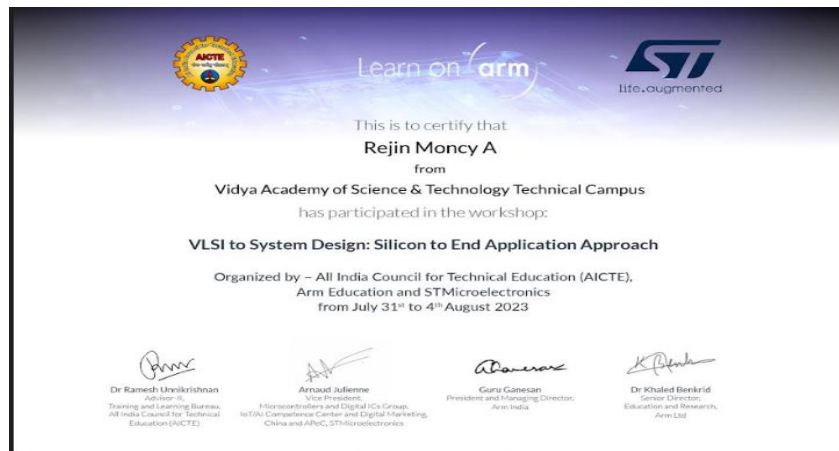 AICTE
Learn on arm
ST
life.augmented
This is to certify that
Rejin Moncy A
from
Vidya Academy of Science & Technology Technical Campus
has participated in the workshop:
VLSI to System Design: Silicon to End Application Approach
Organized by – All India Council for Technical Education (AICTE),
Arm Education and STMicroelectronics
from July 31st to 4th August 2023
Dr Ramesh Unnikrishnan
Advisor-II,
Training and Learning Bureau,
All India Council for Technical
Education (AICTE)
Arnaud Julienne
Vice President,
Microcontrollers and Digital ICs Group,
IoT/AI Competence Center and Digital Marketing,
China and APeC, STMicroelectronics
Guru Ganesan
President and Managing Director,
Arm India
Dr Khaled Benkrid
Senior Director,
Education and Research,
Arm Ltd